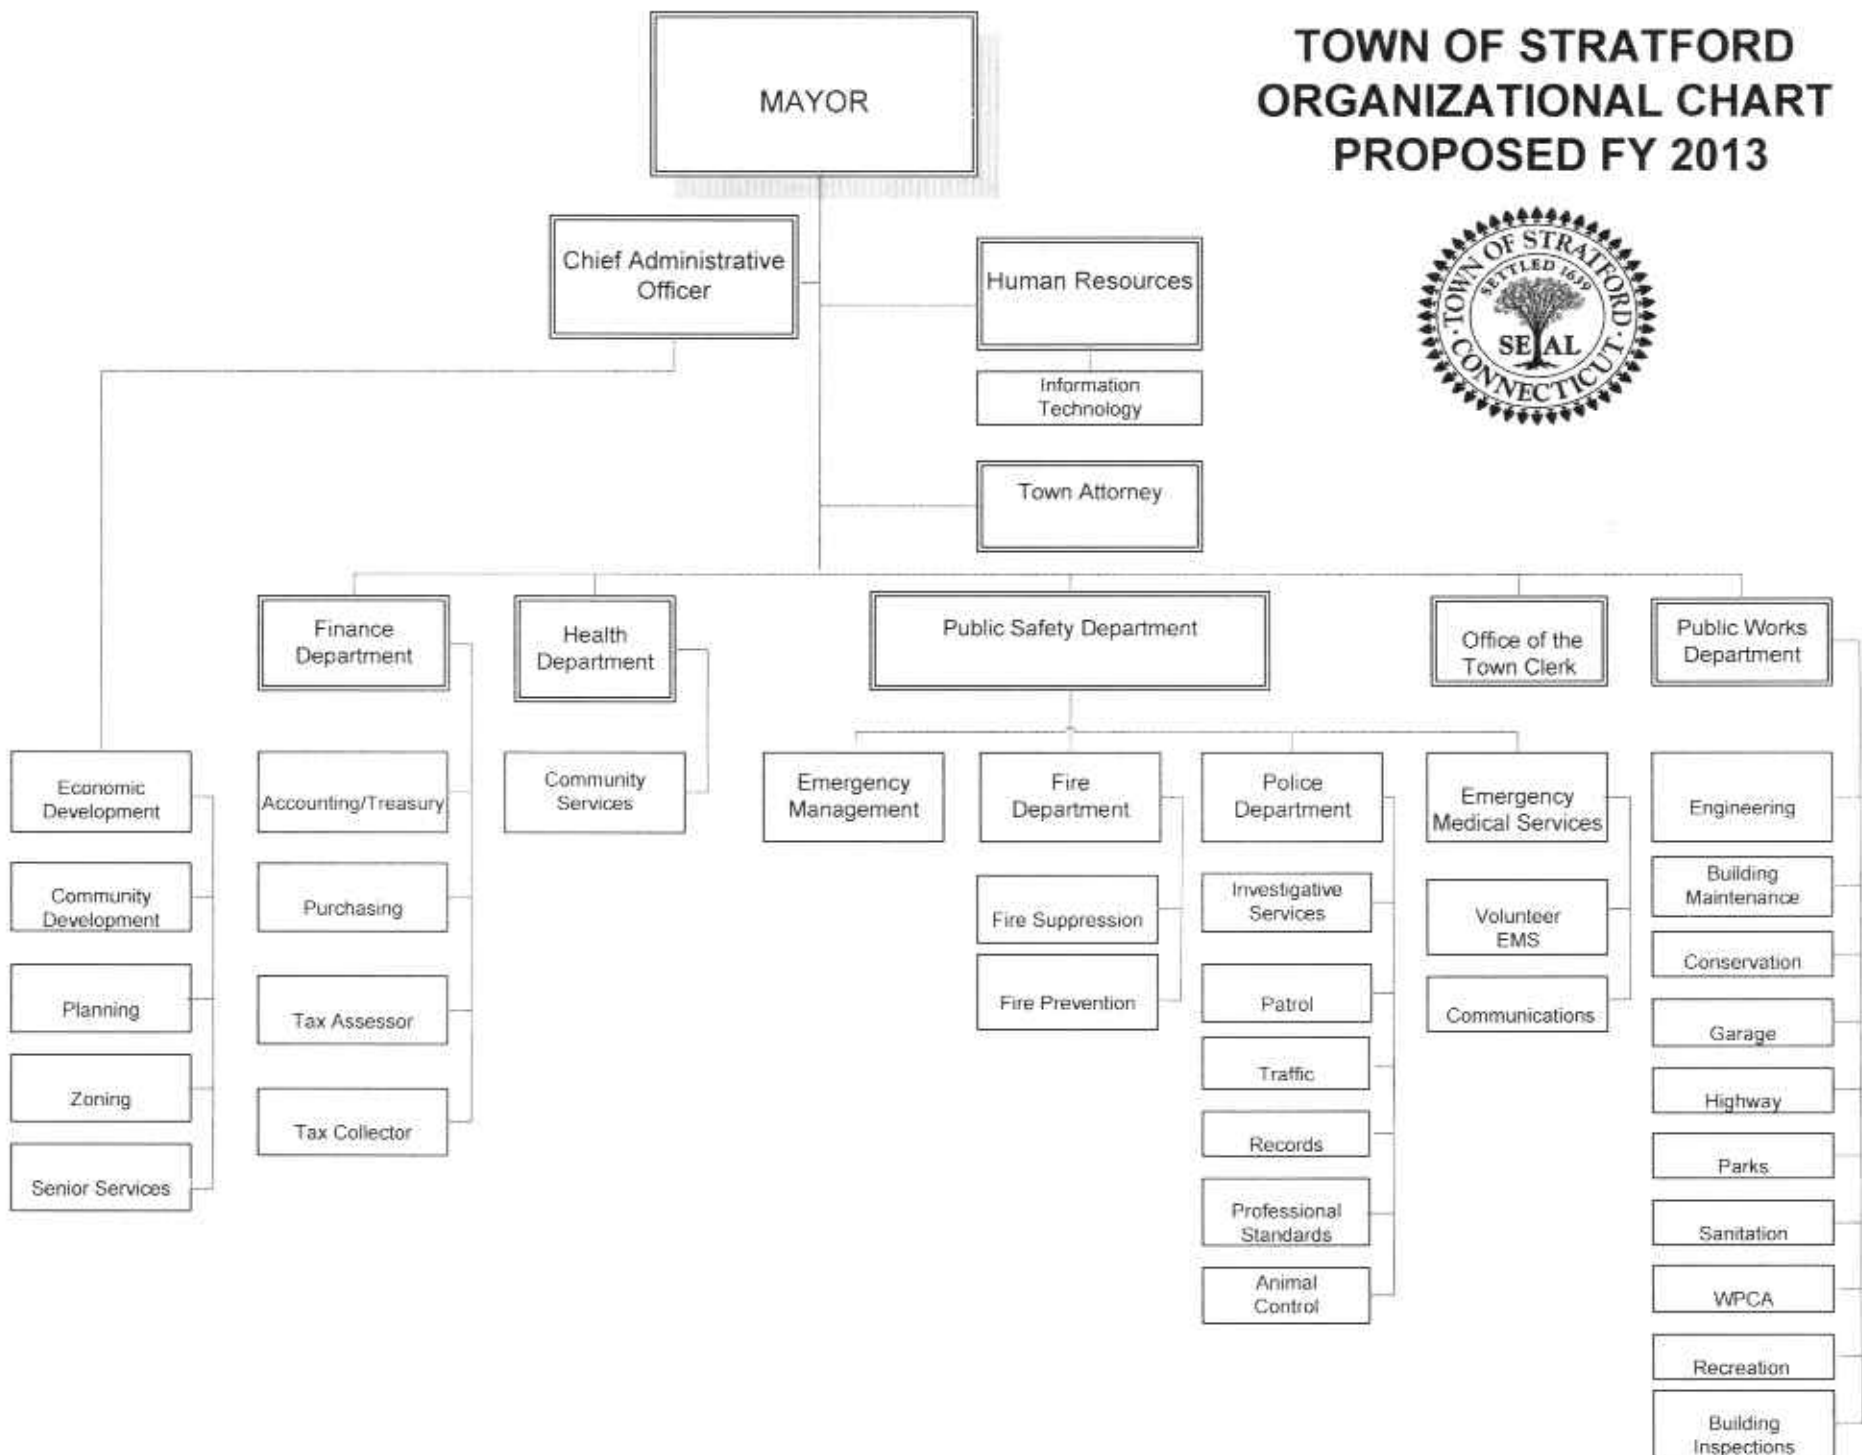 TOWN OF STRATFORD
ORGANIZATIONAL CHART
PROPOSED FY 2013
MAYOR
TOWN OF STRATFORD
SETTLED 1639
SEAL
CONNECTICUT
Chief Administrative
Officer
Human Resources
Information
Technology
Town Attorney
Finance
Department
Health
Department
Public Safety Department
Office of the
Town Clerk
Public Works
Department
Economic
Development
Community
Development
Planning
Zoning
Senior Services
Accounting/Treasury
Purchasing
Tax Assessor
Tax Collector
Community
Services
Emergency
Management
Fire
Department
Fire Suppression
Fire Prevention
Police
Department
Investigative
Services
Patrol
Traffic
Records
Professional
Standards
Animal
Control
Emergency
Medical Services
Volunteer
EMS
Communications
Engineering
Building
Maintenance
Conservation
Garage
Highway
Parks
Sanitation
WPCA
Recreation
Building
Inspections